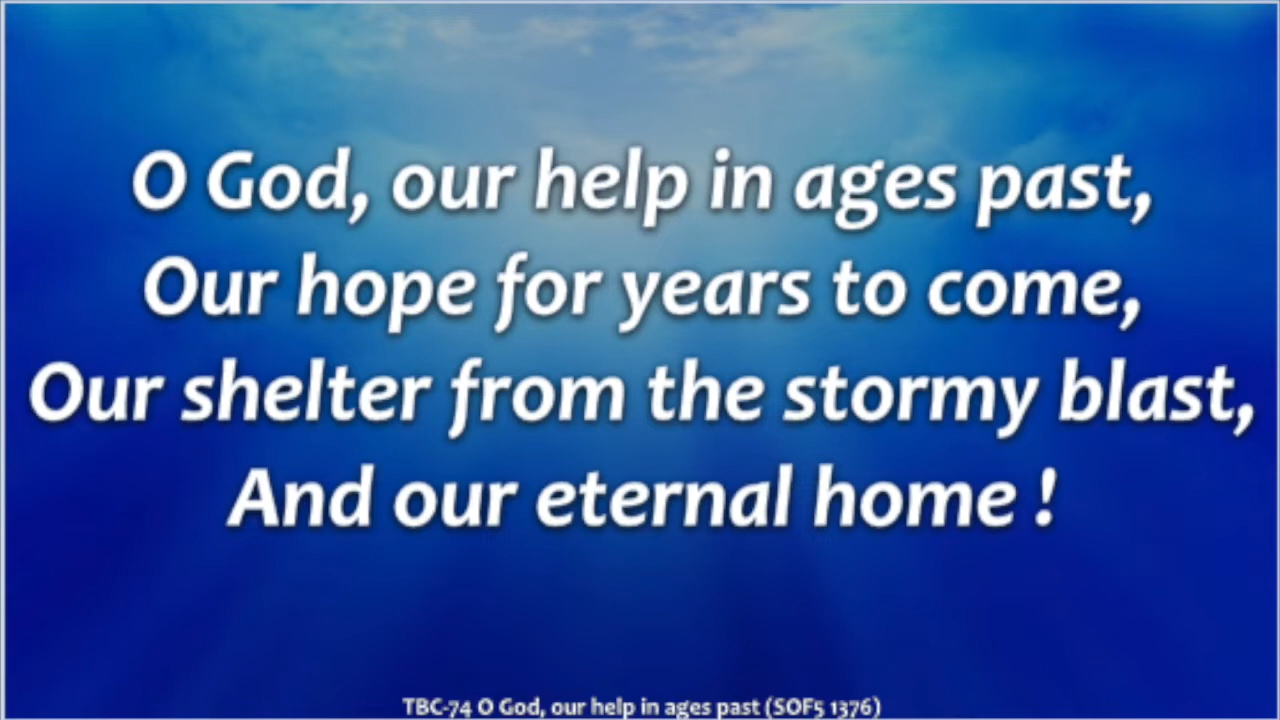 O God, our help in ages past,
Our hope for years to come,
Our shelter from the stormy blast,
And our eternal home !
TBC-74 O God, our help in ages past (SOF5 1376)